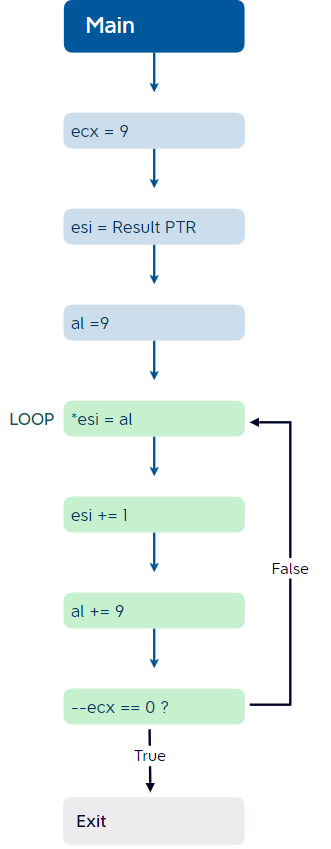 Main
ecx = 9
esi = Result PTR
al =9
LOOP
*esi = al
esi += 1
al += 9
False
--ecx == 0 ?
True
Exit